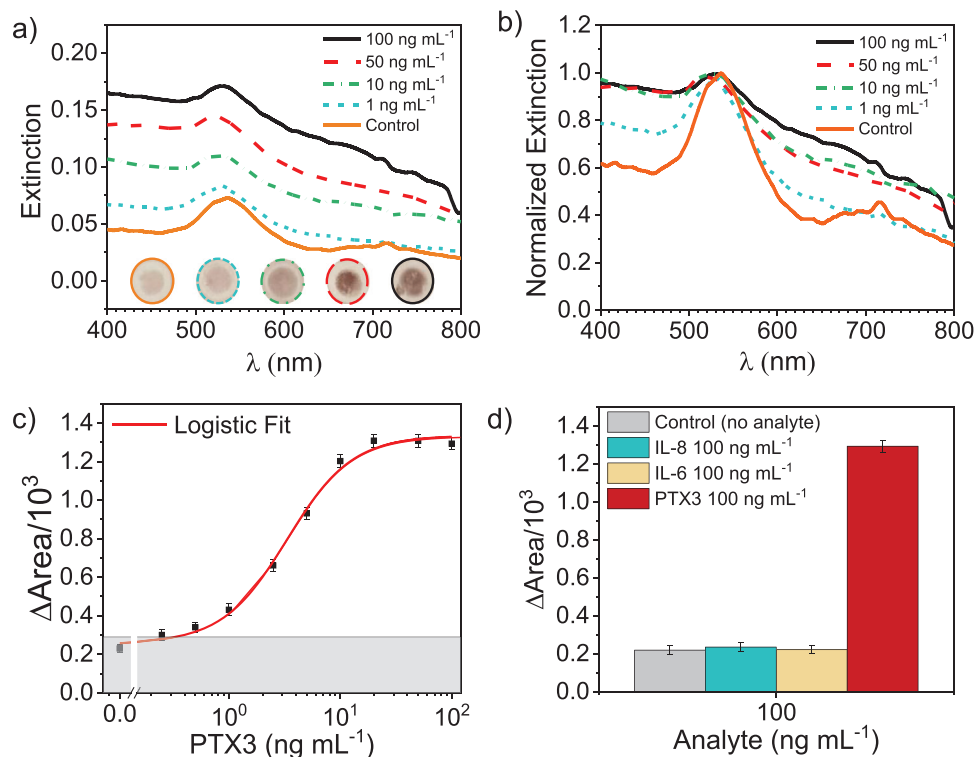 a)
0.20
0.15
0.10
0.05
0.00
Extinction
100 ng mL⁻¹
50 ng mL⁻¹
10 ng mL⁻¹
1 ng mL⁻¹
Control
400 500 600 700 800
λ (nm)
b)
1.2
1.0
0.8
0.6
0.4
0.2
0.0
Normalized Extinction
100 ng mL⁻¹
50 ng mL⁻¹
10 ng mL⁻¹
1 ng mL⁻¹
Control
400 500 600 700 800
λ (nm)
c)
1.4
1.2
1.0
0.8
0.6
0.4
0.2
0.0
ΔArea/10³
Logistic Fit
0.0 10⁰ 10¹ 10²
PTX3 (ng mL⁻¹)
d)
1.4
1.2
1.0
0.8
0.6
0.4
0.2
0.0
ΔArea/10³
Control (no analyte)
IL-8 100 ng mL⁻¹
IL-6 100 ng mL⁻¹
PTX3 100 ng mL⁻¹
100
Analyte (ng mL⁻¹)